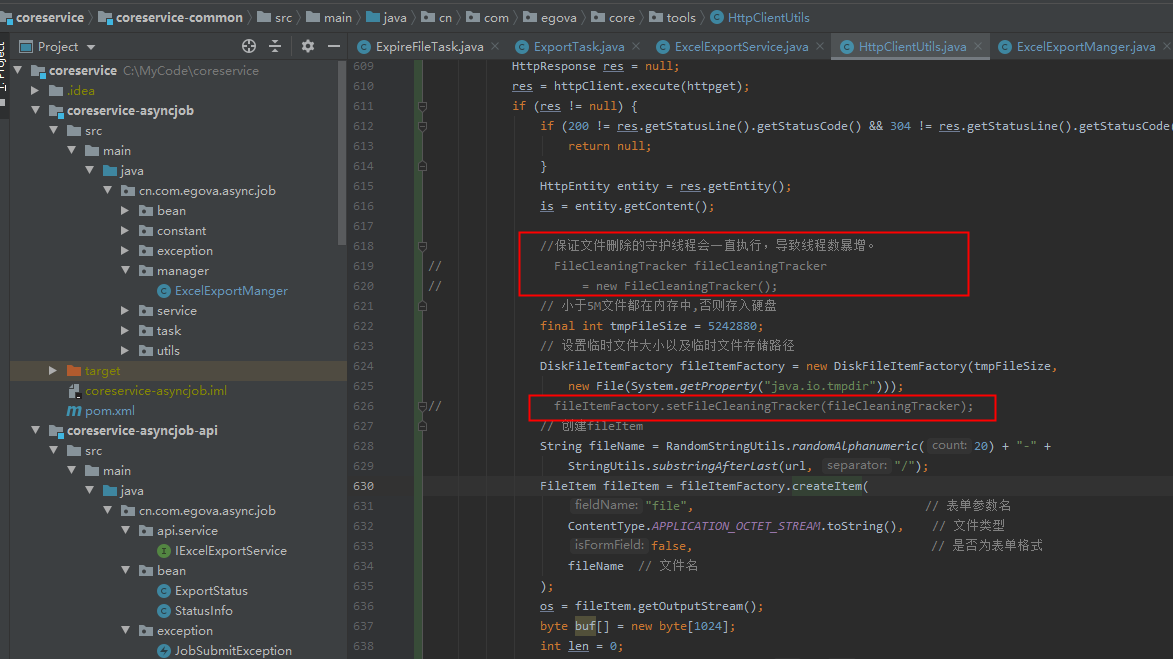 coreservice coreservice-common src main java cn com egova core tools HttpClientUtils
Project
ExpireFileTask.java ExportTask.java ExcelExportService.java HttpClientUtils.java ExcelExportManger.java
coreservice C:\MyCode\coreservice
.idea
coreservice-asyncjob
src
main
java
cn.com.egova.async.job
bean
constant
exception
manager
ExcelExportManger
service
task
utils
target
coreservice-asyncjob.iml
pom.xml
coreservice-asyncjob-api
src
main
java
cn.com.egova.async.job
api.service
IExcelExportService
bean
ExportStatus
StatusInfo
exception
JobSubmitException
609 HttpResponse res = null;
610 res = httpClient.execute(httpget);
611 if (res != null) {
612 if (200 != res.getStatusLine().getStatusCode() && 304 != res.getStatusLine().getStatusCode(
613 return null;
614 }
615 HttpEntity entity = res.getEntity();
616 is = entity.getContent();
617
618 //保证文件删除的守护线程会一直执行，导致线程数暴增。
619 // FileCleaningTracker fileCleaningTracker
620 // = new FileCleaningTracker();
621 // 小于5M文件都在内存中,否则存入硬盘
622 final int tmpFileSize = 5242880;
623 // 设置临时文件大小以及临时文件存储路径
624 DiskFileItemFactory fileItemFactory = new DiskFileItemFactory(tmpFileSize,
625 new File(System.getProperty("java.io.tmpdir")));
626 // fileItemFactory.setFileCleaningTracker(fileCleaningTracker);
627 // 创建fileItem
628 String fileName = RandomStringUtils.randomAlphanumeric( count: 20) + "-" +
629 StringUtils.substringAfterLast(url, separator: "/");
630 FileItem fileItem = fileItemFactory.createItem(
631 fieldName: "file", // 表单参数名
632 ContentType.APPLICATION_OCTET_STREAM.toString(), // 文件类型
633 isFormField: false, // 是否为表单格式
634 fileName // 文件名
635 );
636 os = fileItem.getOutputStream();
637 byte buf[] = new byte[1024];
638 int len = 0;